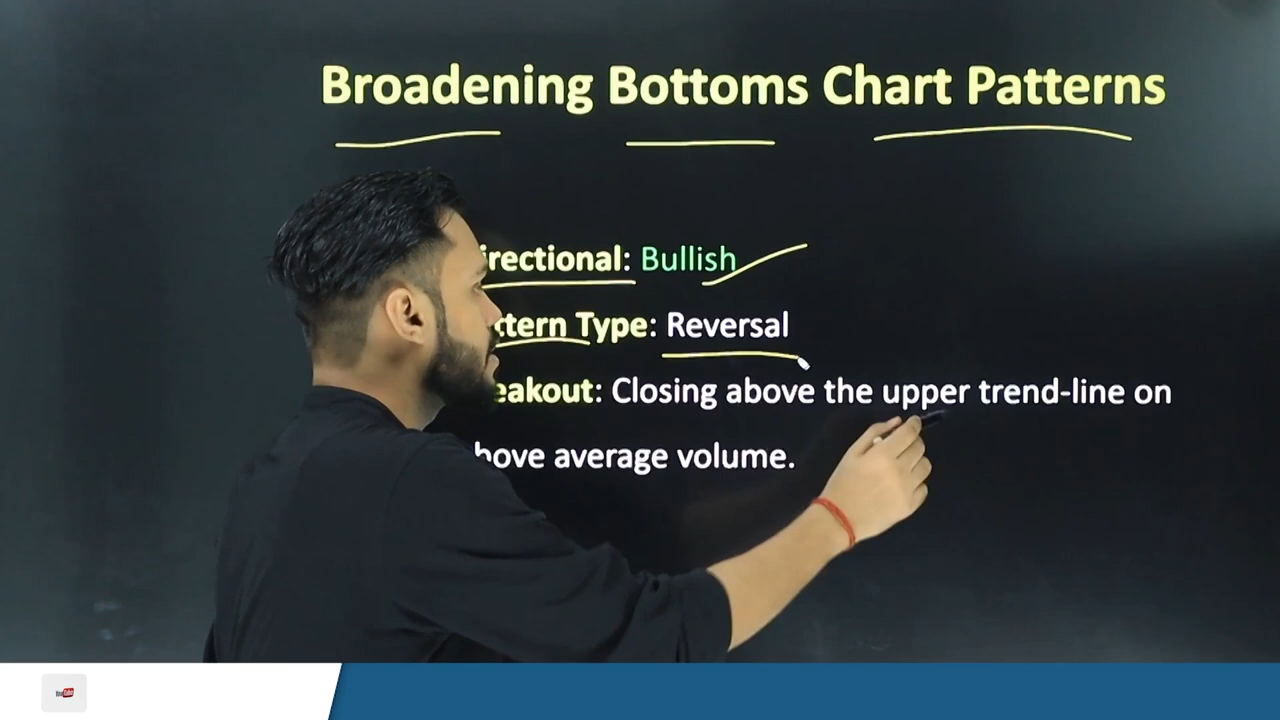 Broadening Bottoms Chart Patterns
irectional: Bullish
ttern Type: Reversal
eakout: Closing above the upper trend-line on
bove average volume.